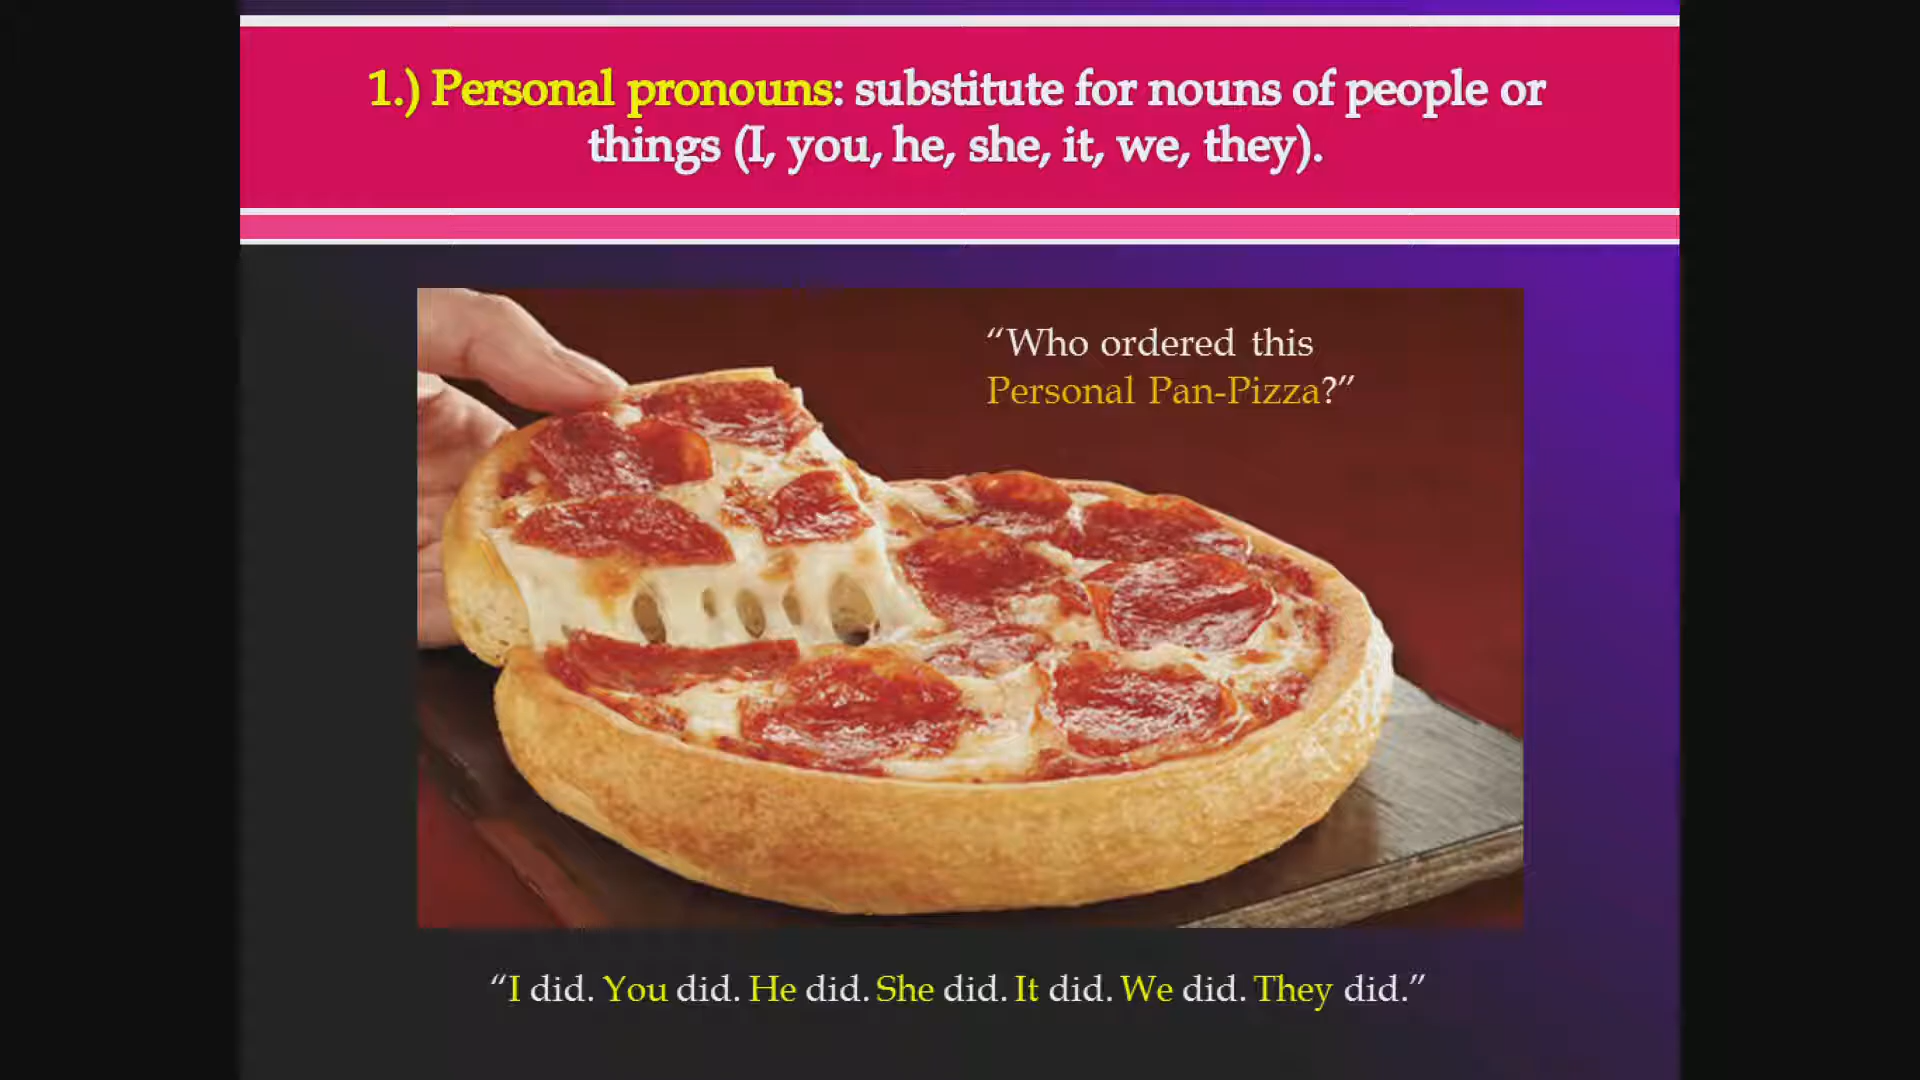 1.) Personal pronouns: substitute for nouns of people or
things (I, you, he, she, it, we, they).
“Who ordered this
Personal Pan-Pizza?”
“I did. You did. He did. She did. It did. We did. They did.”